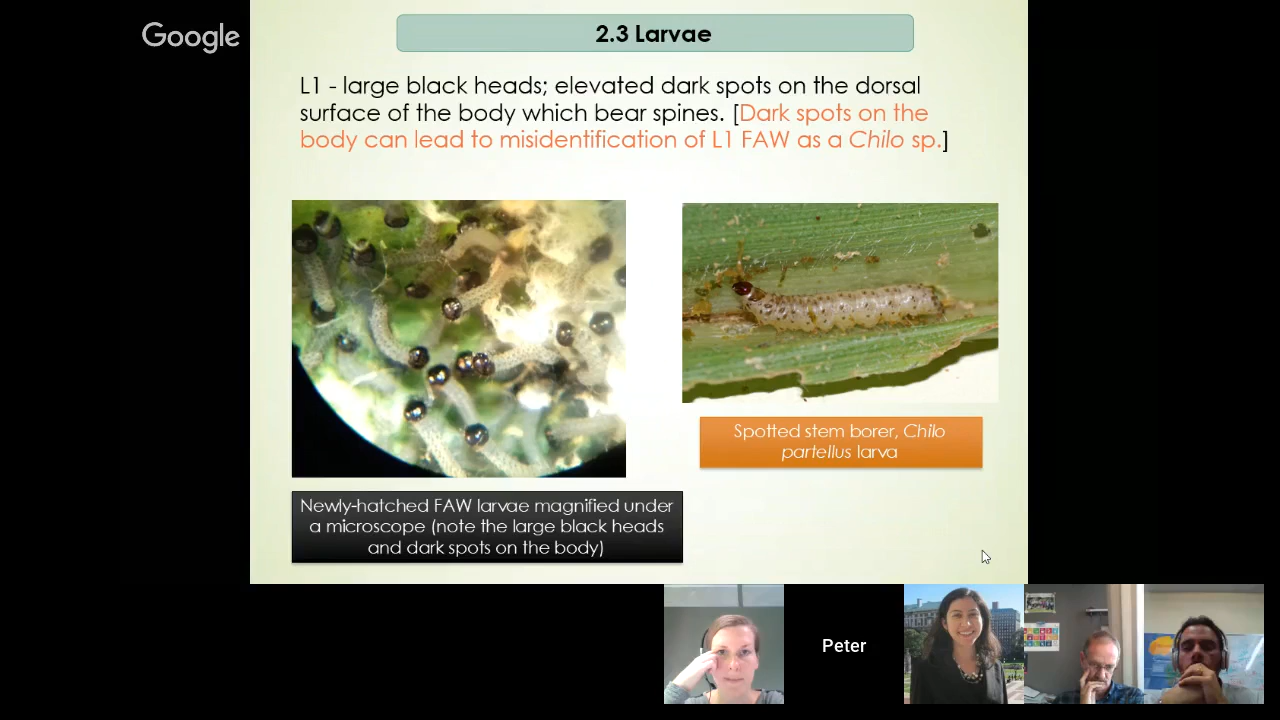 Google
2.3 Larvae
L1 - large black heads; elevated dark spots on the dorsal
surface of the body which bear spines. [Dark spots on the
body can lead to misidentification of L1 FAW as a Chilo sp.]
Spotted stem borer, Chilo
partellus larva
Newly-hatched FAW larvae magnified under
a microscope (note the large black heads
and dark spots on the body)
Peter